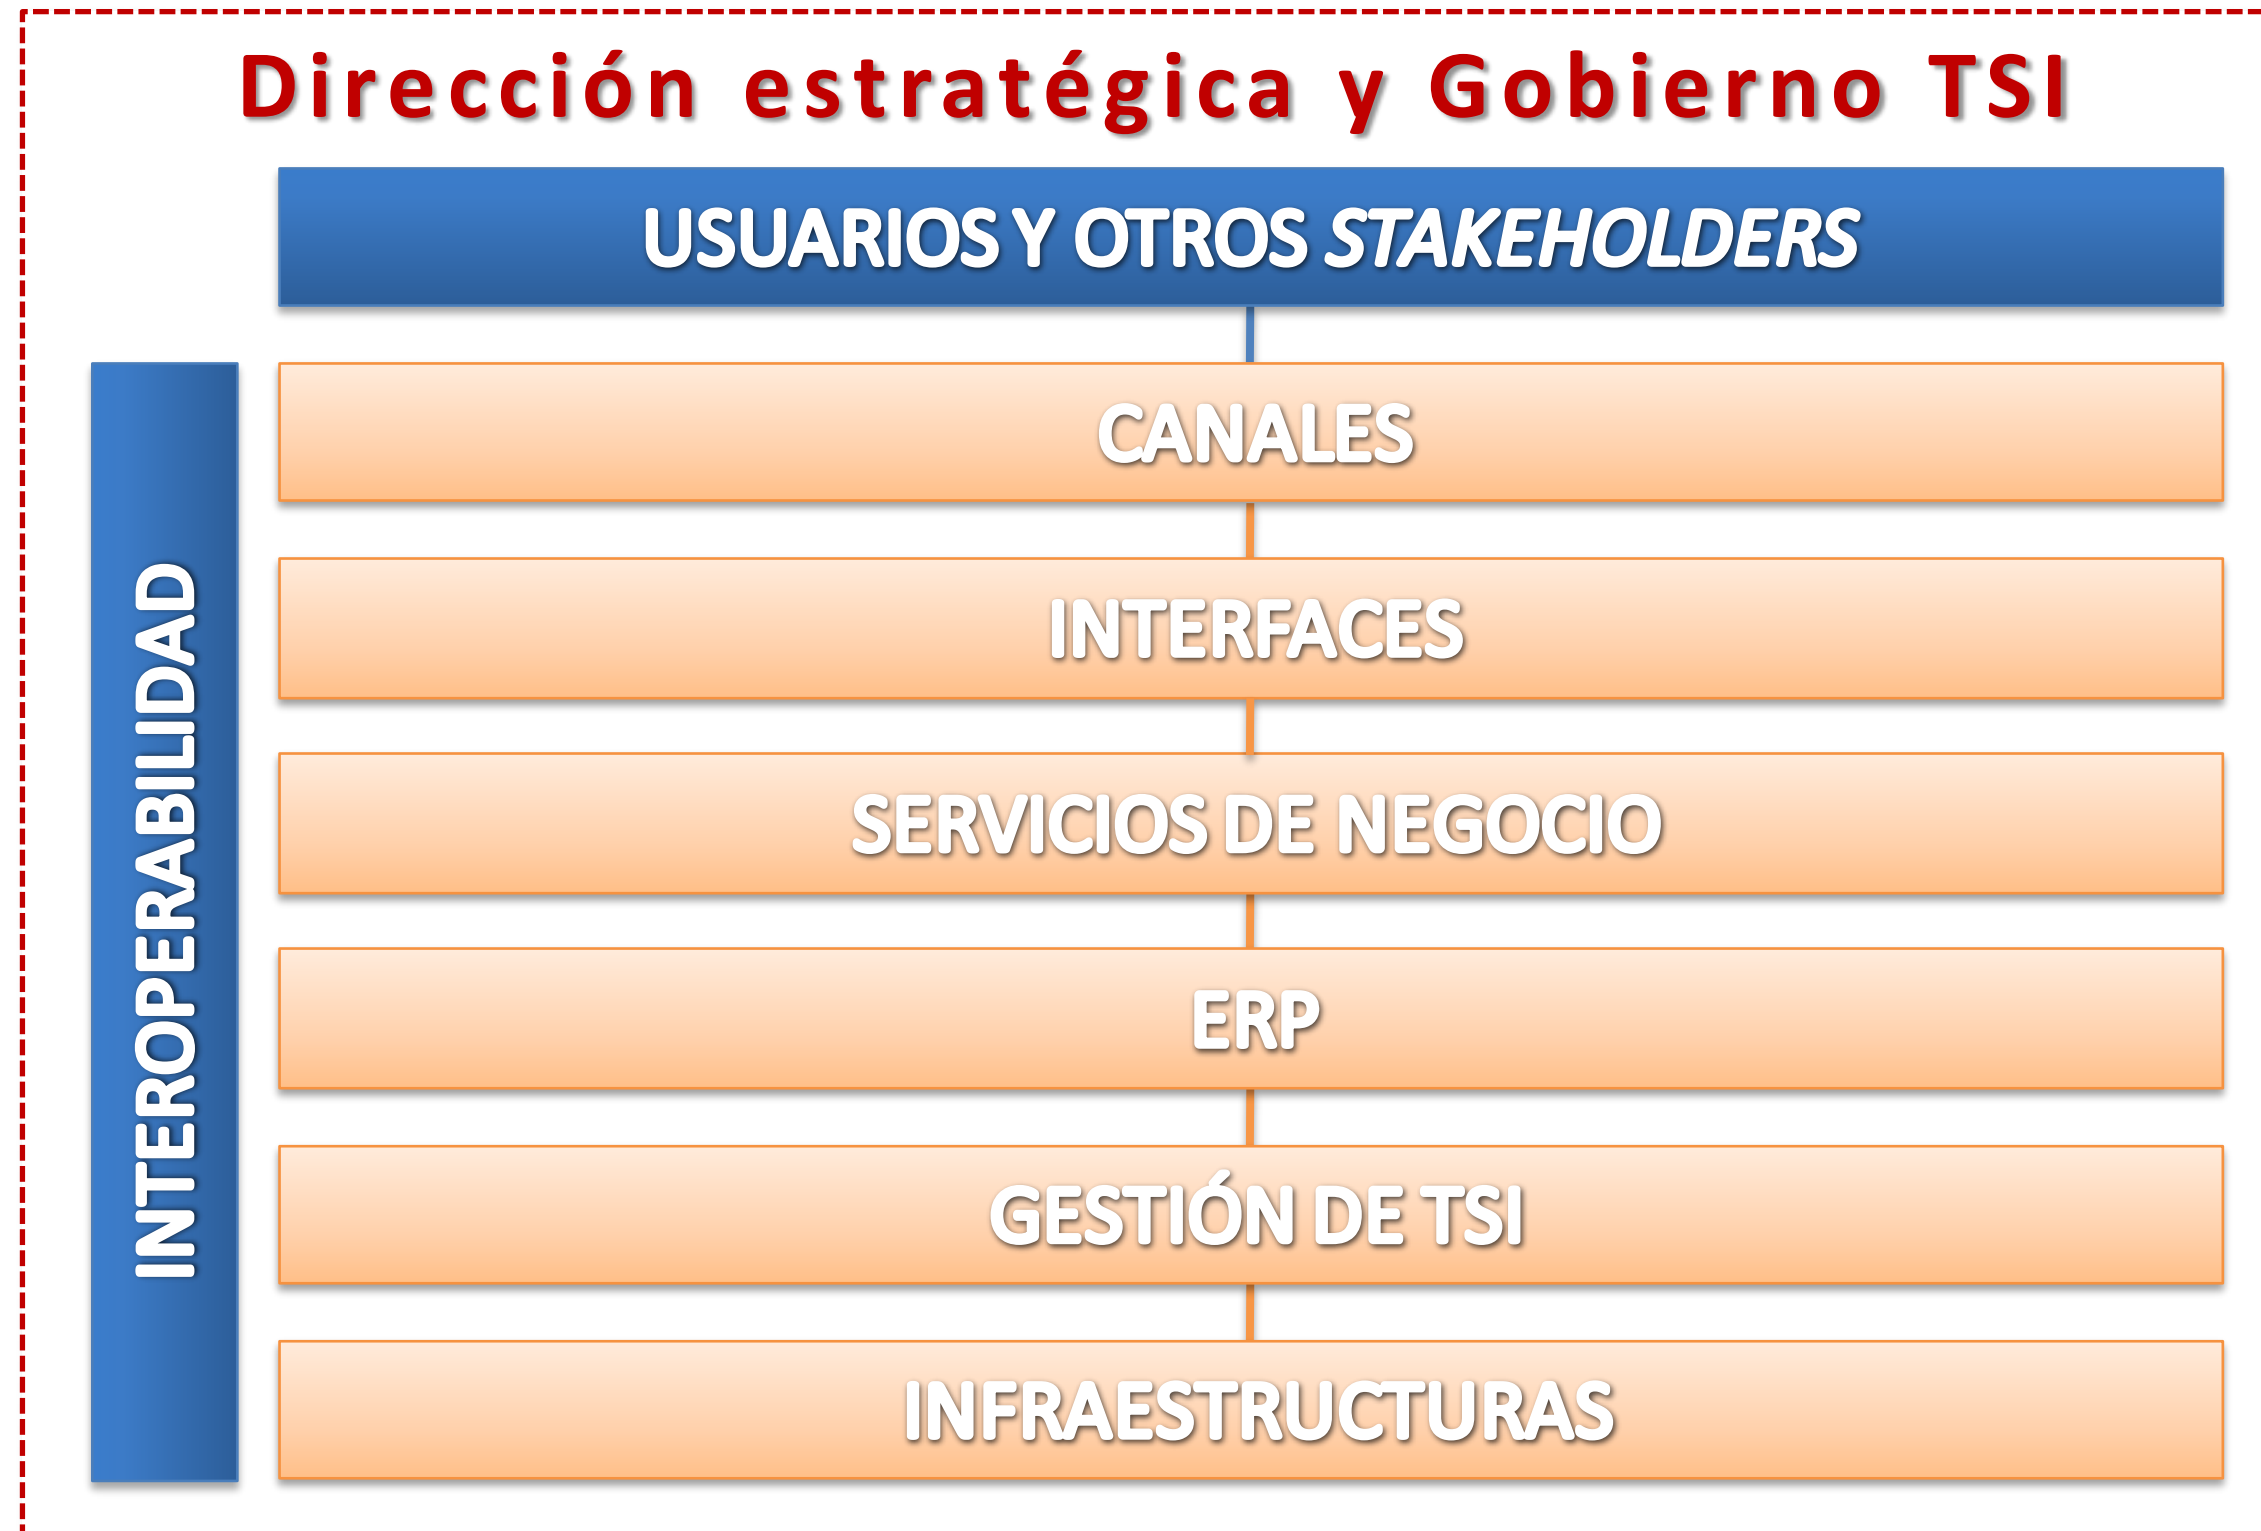 Dirección estratégica y Gobierno TSI
USUARIOS Y OTROS STAKEHOLDERS
INTEROPERABILIDAD
CANALES
INTERFACES
SERVICIOS DE NEGOCIO
ERP
GESTIÓN DE TSI
INFRAESTRUCTURAS